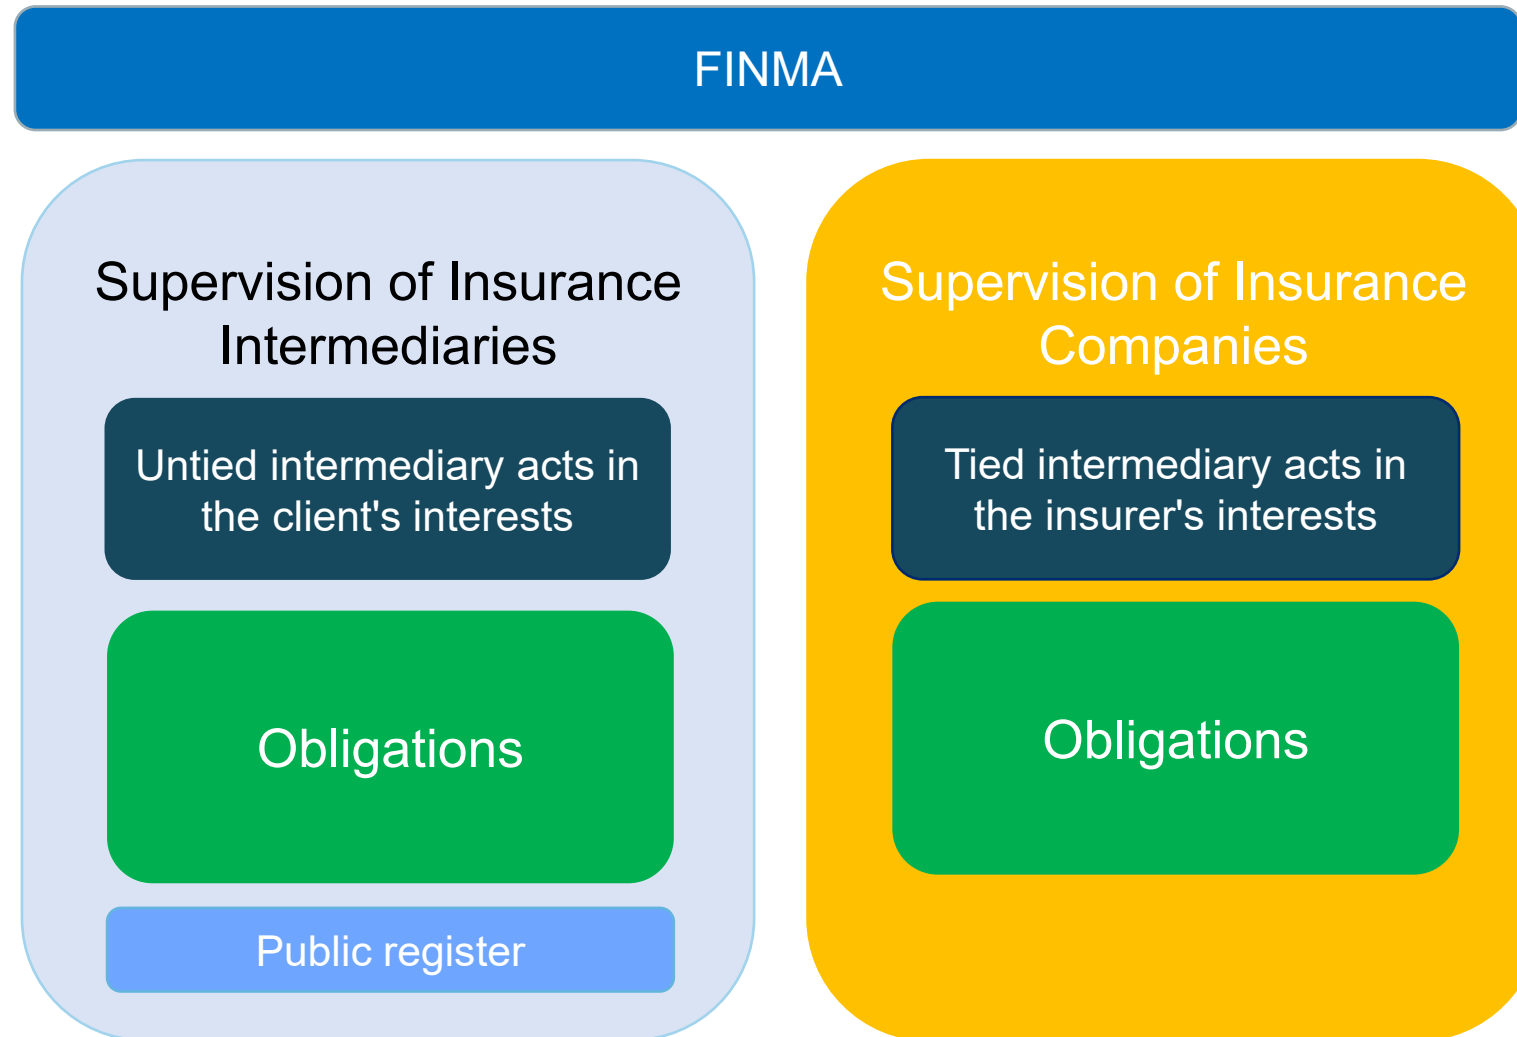 FINMA
Supervision of Insurance
Intermediaries
Untied intermediary acts in
the client's interests
Obligations
Public register
Supervision of Insurance
Companies
Tied intermediary acts in
the insurer's interests
Obligations